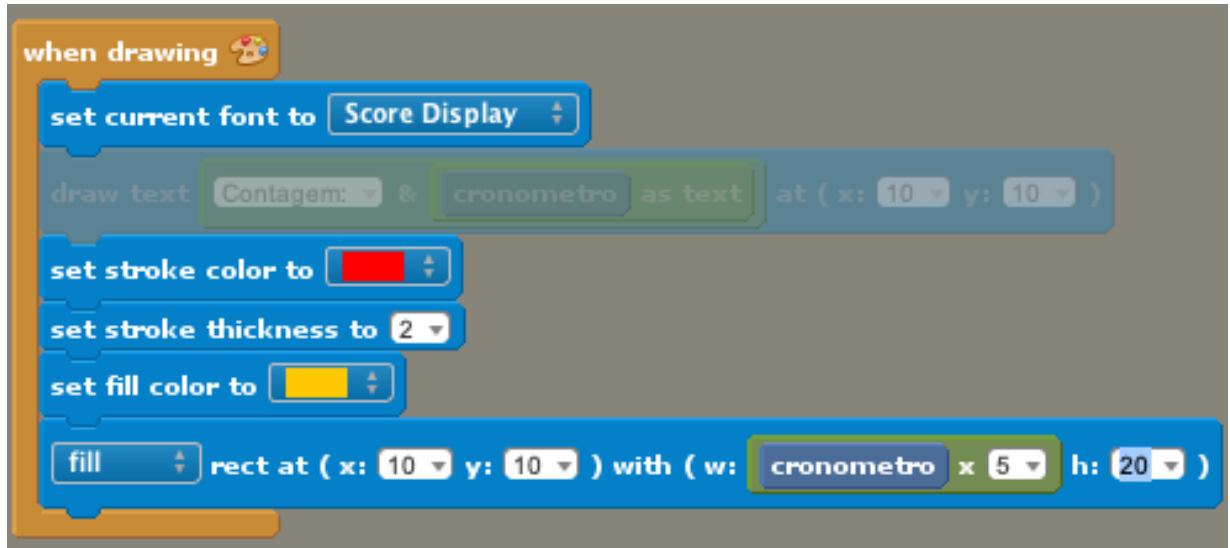 when drawing
set current font to Score Display
draw text Contagem: & cronometro as text at ( x: 10 y: 10 )
set stroke color to
set stroke thickness to 2
set fill color to
fill rect at ( x: 10 y: 10 ) with ( w: cronometro x 5 h: 20 )